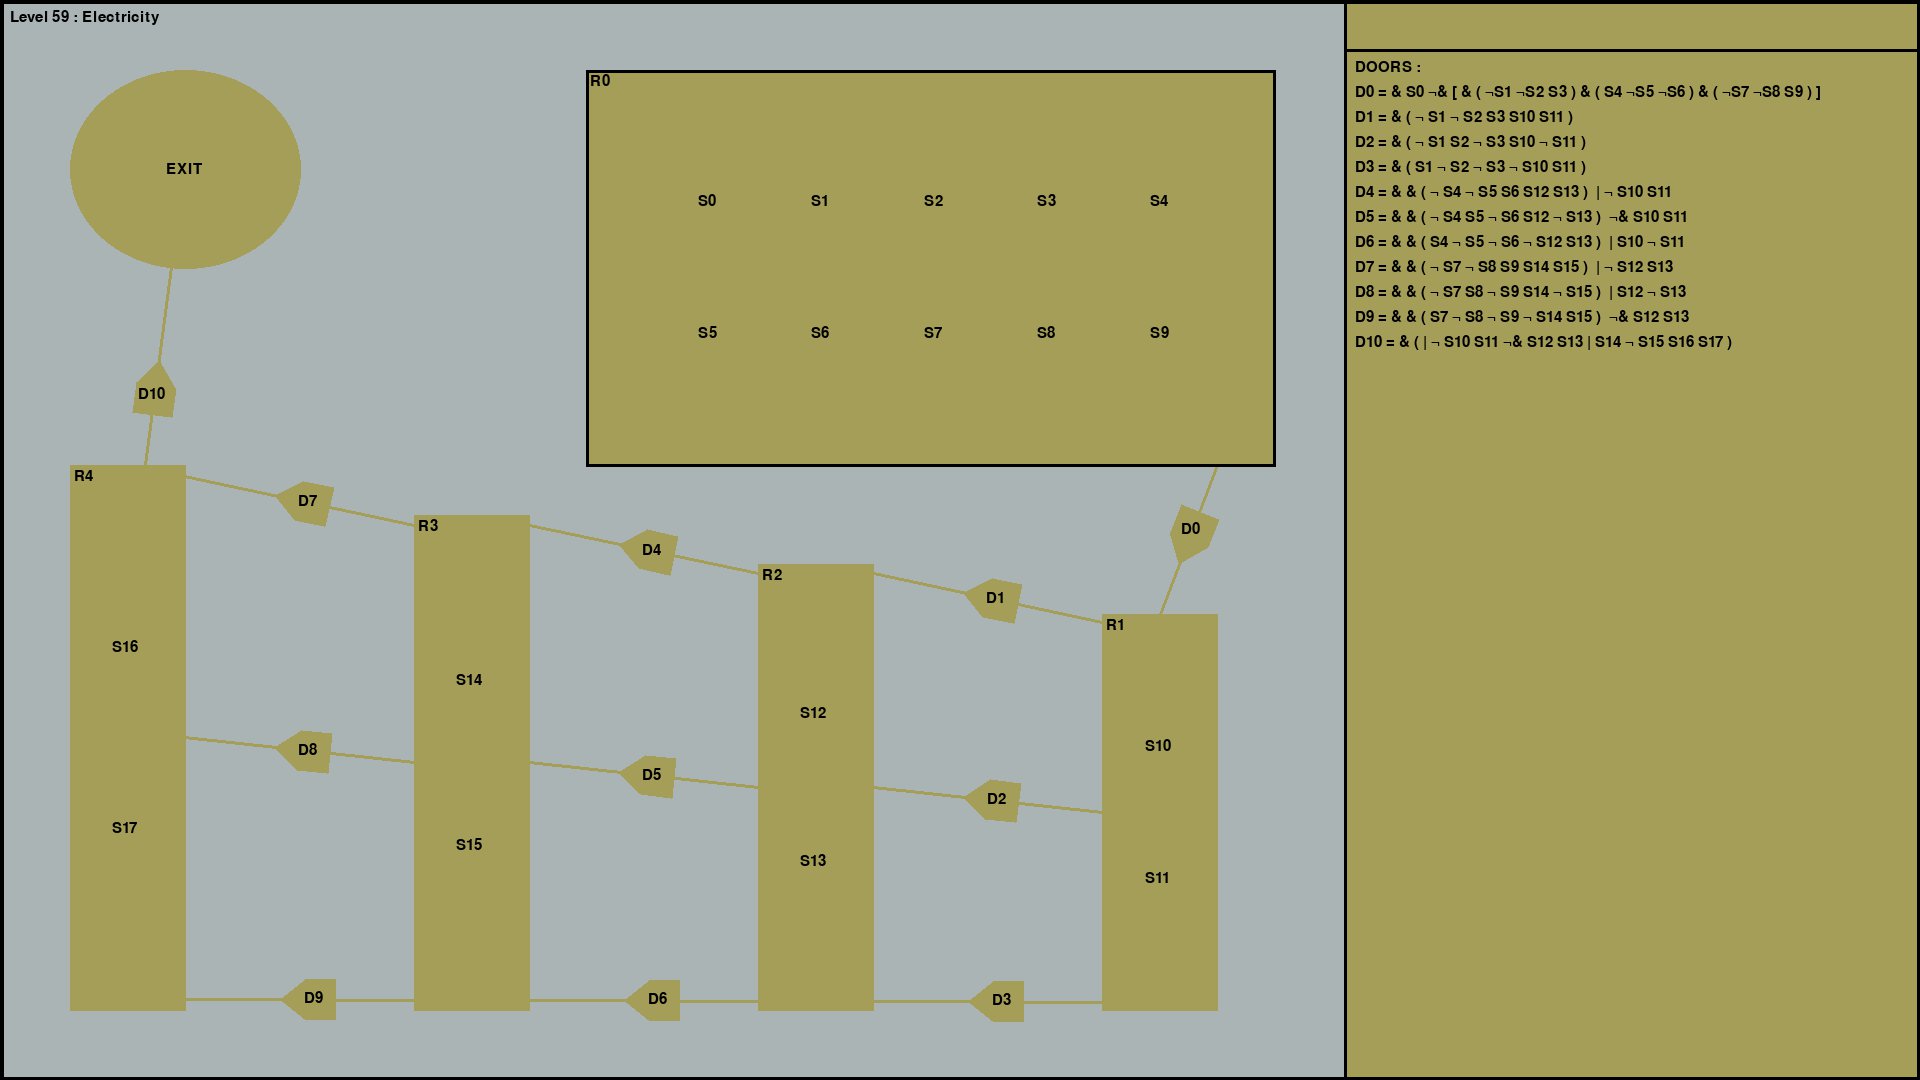 Level 59 : Electricity
DOORS :
D0 = & S0 ¬& [ & ( ¬S1 ¬S2 S3 ) & ( S4 ¬S5 ¬S6 ) & ( ¬S7 ¬S8 S9 ) ]
D1 = & ( ¬ S1 ¬ S2 S3 S10 S11 )
D2 = & ( ¬ S1 S2 ¬ S3 S10 ¬ S11 )
D3 = & ( S1 ¬ S2 ¬ S3 ¬ S10 S11 )
D4 = & & ( ¬ S4 ¬ S5 S6 S12 S13 ) | ¬ S10 S11
D5 = & & ( ¬ S4 S5 ¬ S6 S12 ¬ S13 ) ¬& S10 S11
D6 = & & ( S4 ¬ S5 ¬ S6 ¬ S12 S13 ) | S10 ¬ S11
D7 = & & ( ¬ S7 ¬ S8 S9 S14 S15 ) | ¬ S12 S13
D8 = & & ( ¬ S7 S8 ¬ S9 S14 ¬ S15 ) | S12 ¬ S13
D9 = & & ( S7 ¬ S8 ¬ S9 ¬ S14 S15 ) ¬& S12 S13
D10 = & ( | ¬ S10 S11 ¬& S12 S13 | S14 ¬ S15 S16 S17 )
R0
EXIT
S0 S1 S2 S3 S4
S5 S6 S7 S8 S9
D10
R4
D7
R3
D4
D0
R2
D1
R1
S16
S14
S12
S10
D8
D5
D2
S17
S15
S13
S11
D9
D6
D3